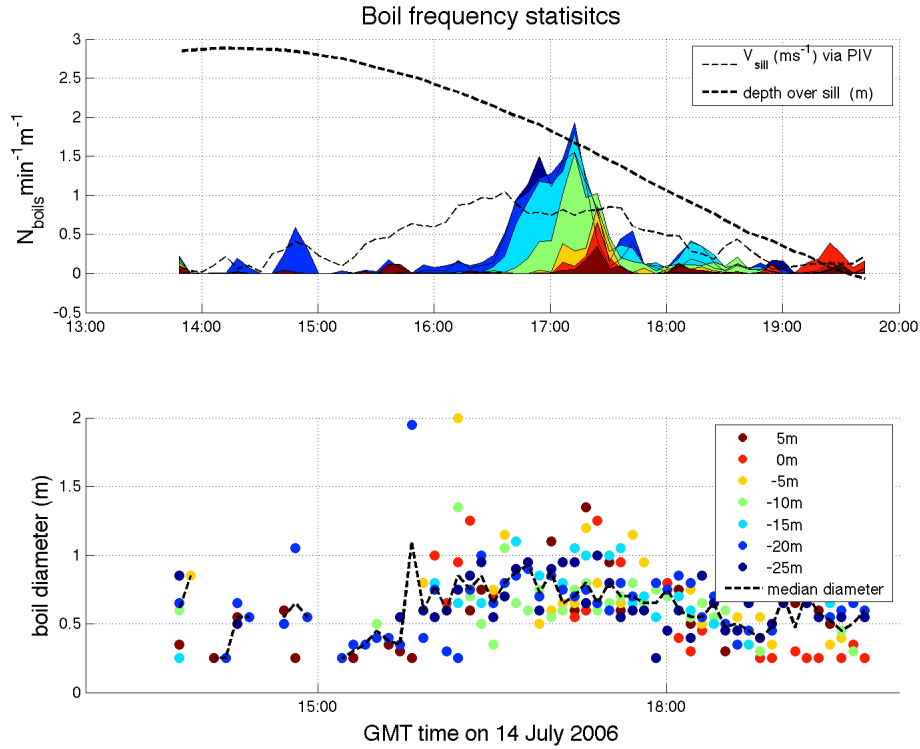 Boil frequency statisitcs
3
2.5
2
1.5
1
0.5
0
-0.5
N_boils min^-1 m^-1
V_sill (ms^-1) via PIV
depth over sill (m)
13:00 14:00 15:00 16:00 17:00 18:00 19:00 20:00
2
1.5
1
0.5
0
boil diameter (m)
5m
0m
-5m
-10m
-15m
-20m
-25m
median diameter
15:00 18:00
GMT time on 14 July 2006